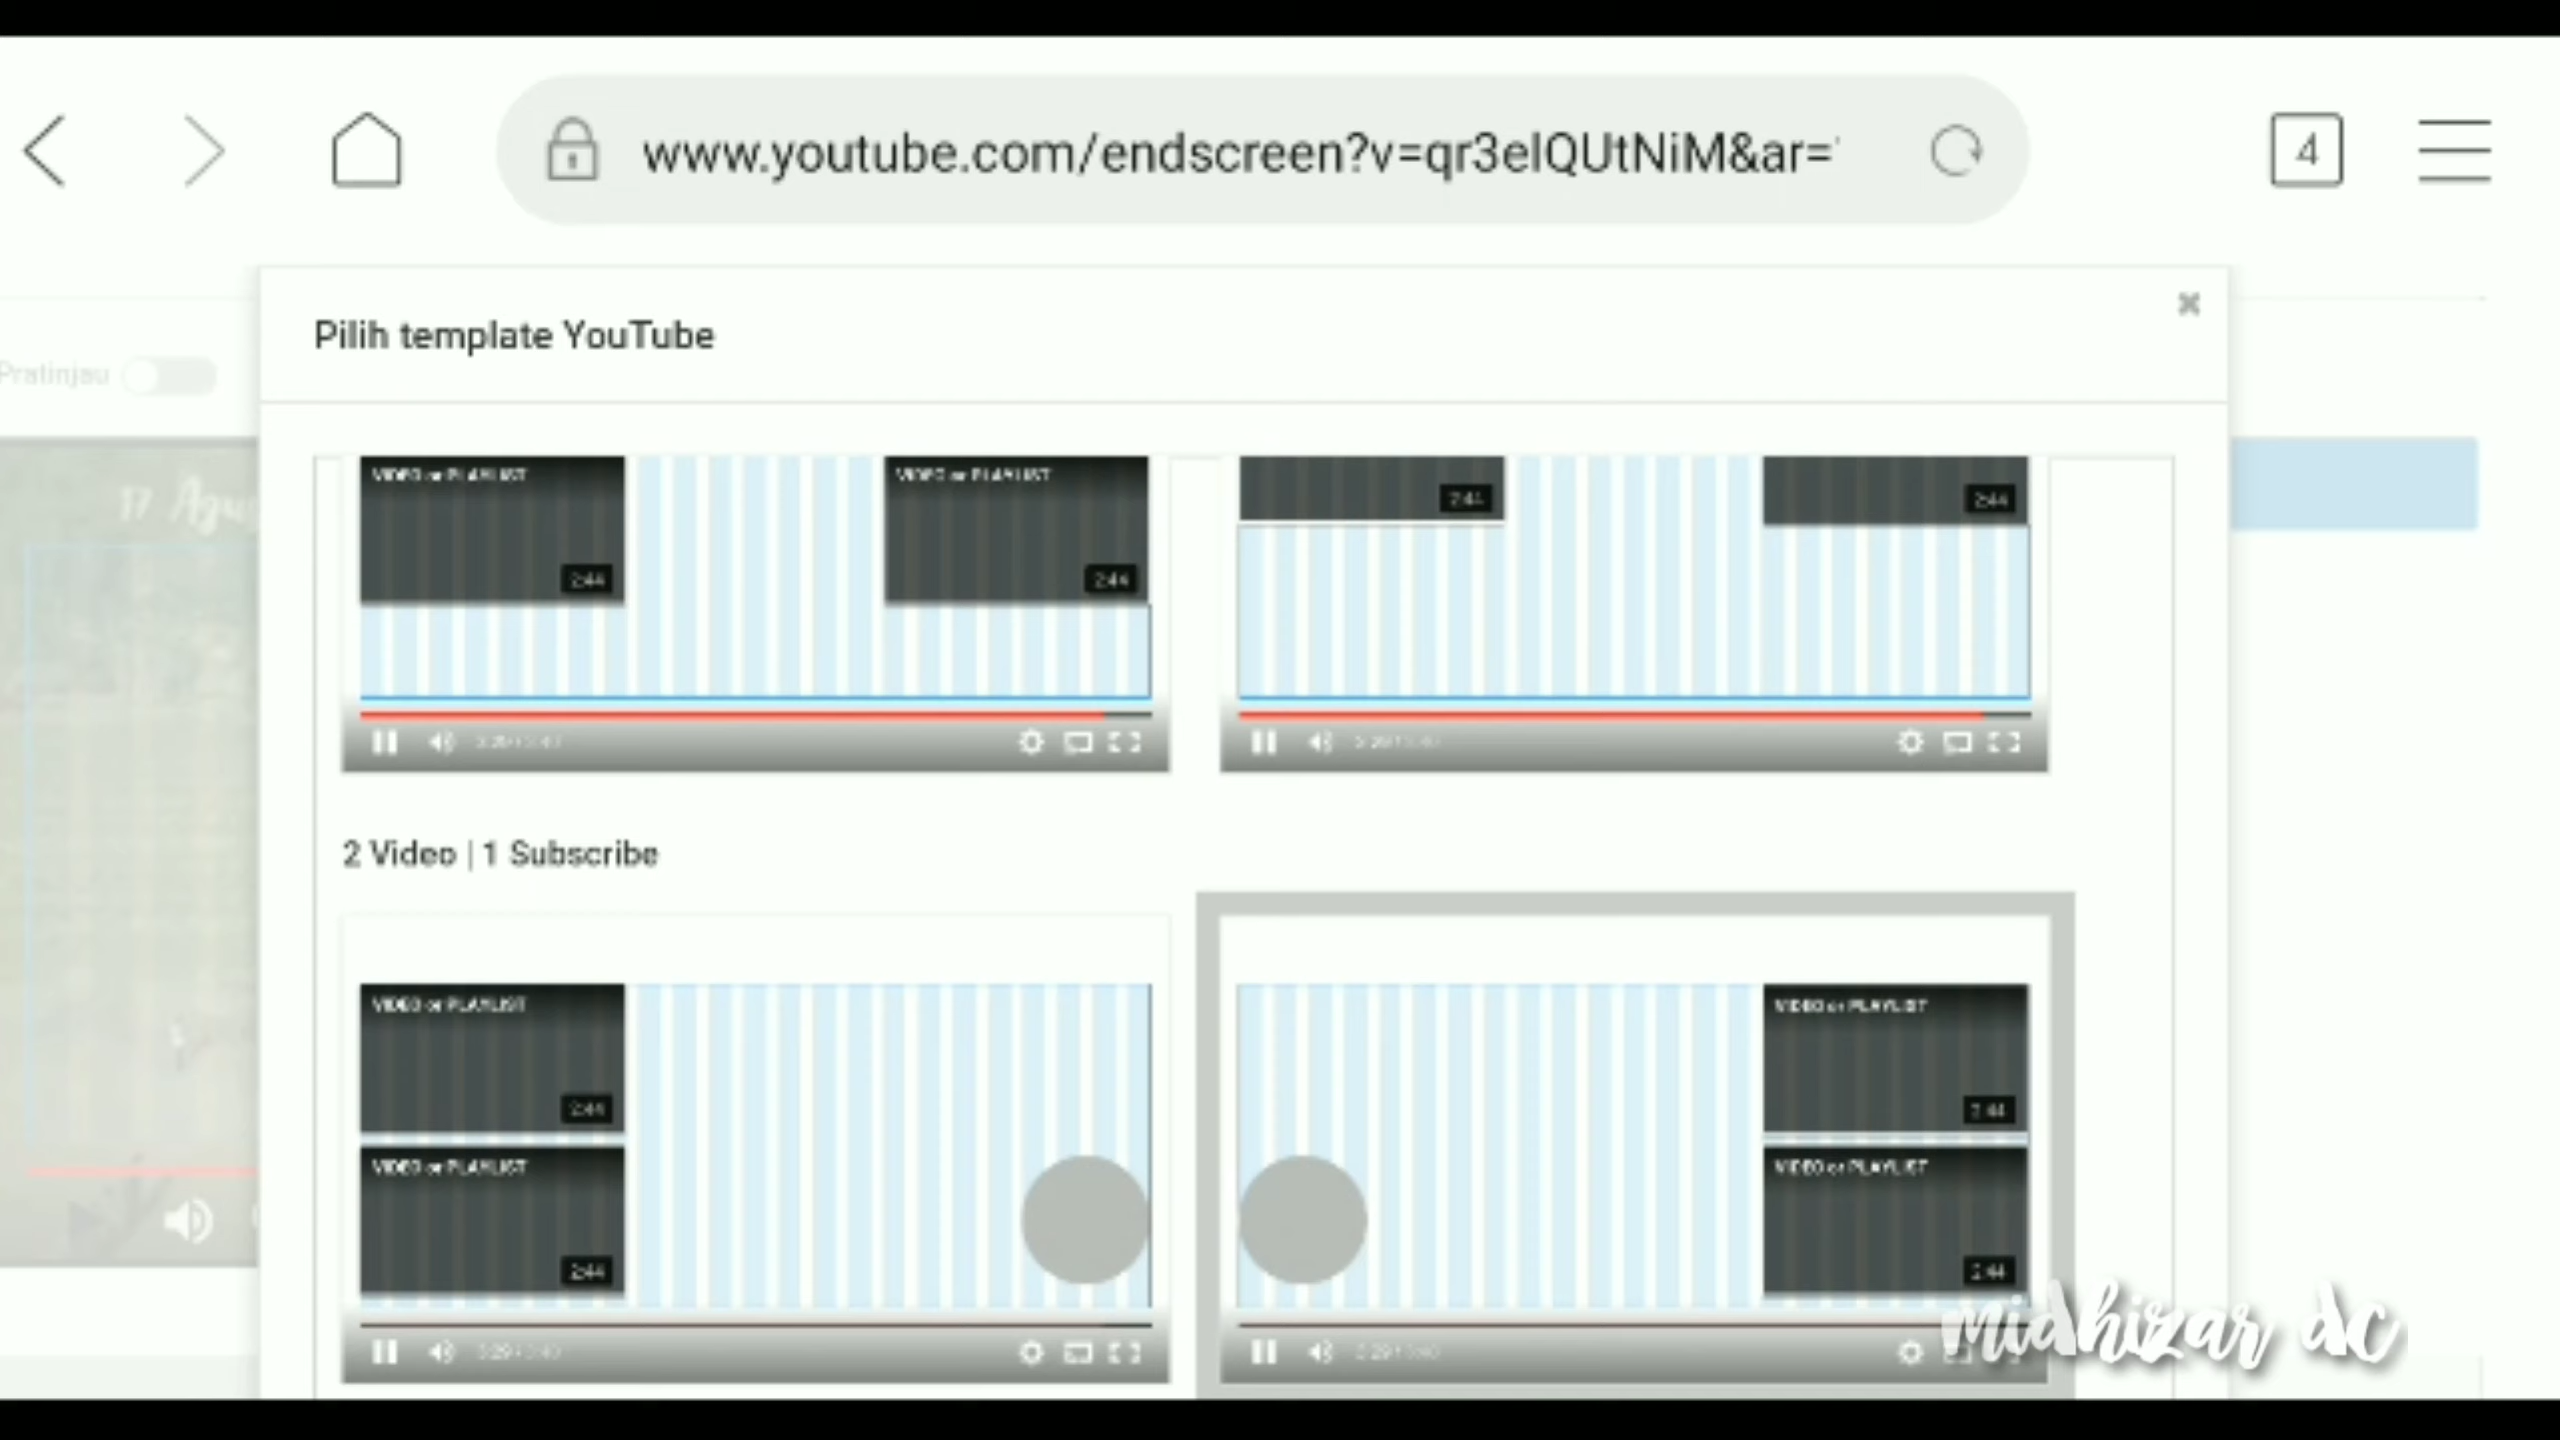 www.youtube.com/endscreen?v=qr3elQUtNiM&ar=
4
Pilih template YouTube
Pratinjau
17 Agu
VIDEO or PLAYLIST
VIDEO or PLAYLIST
2:44
2:44
2:44
2:44
2 Video | 1 Subscribe
VIDEO or PLAYLIST
VIDEO or PLAYLIST
2:44
2:44
VIDEO or PLAYLIST
VIDEO or PLAYLIST
2:44
2:44
midhizar dc